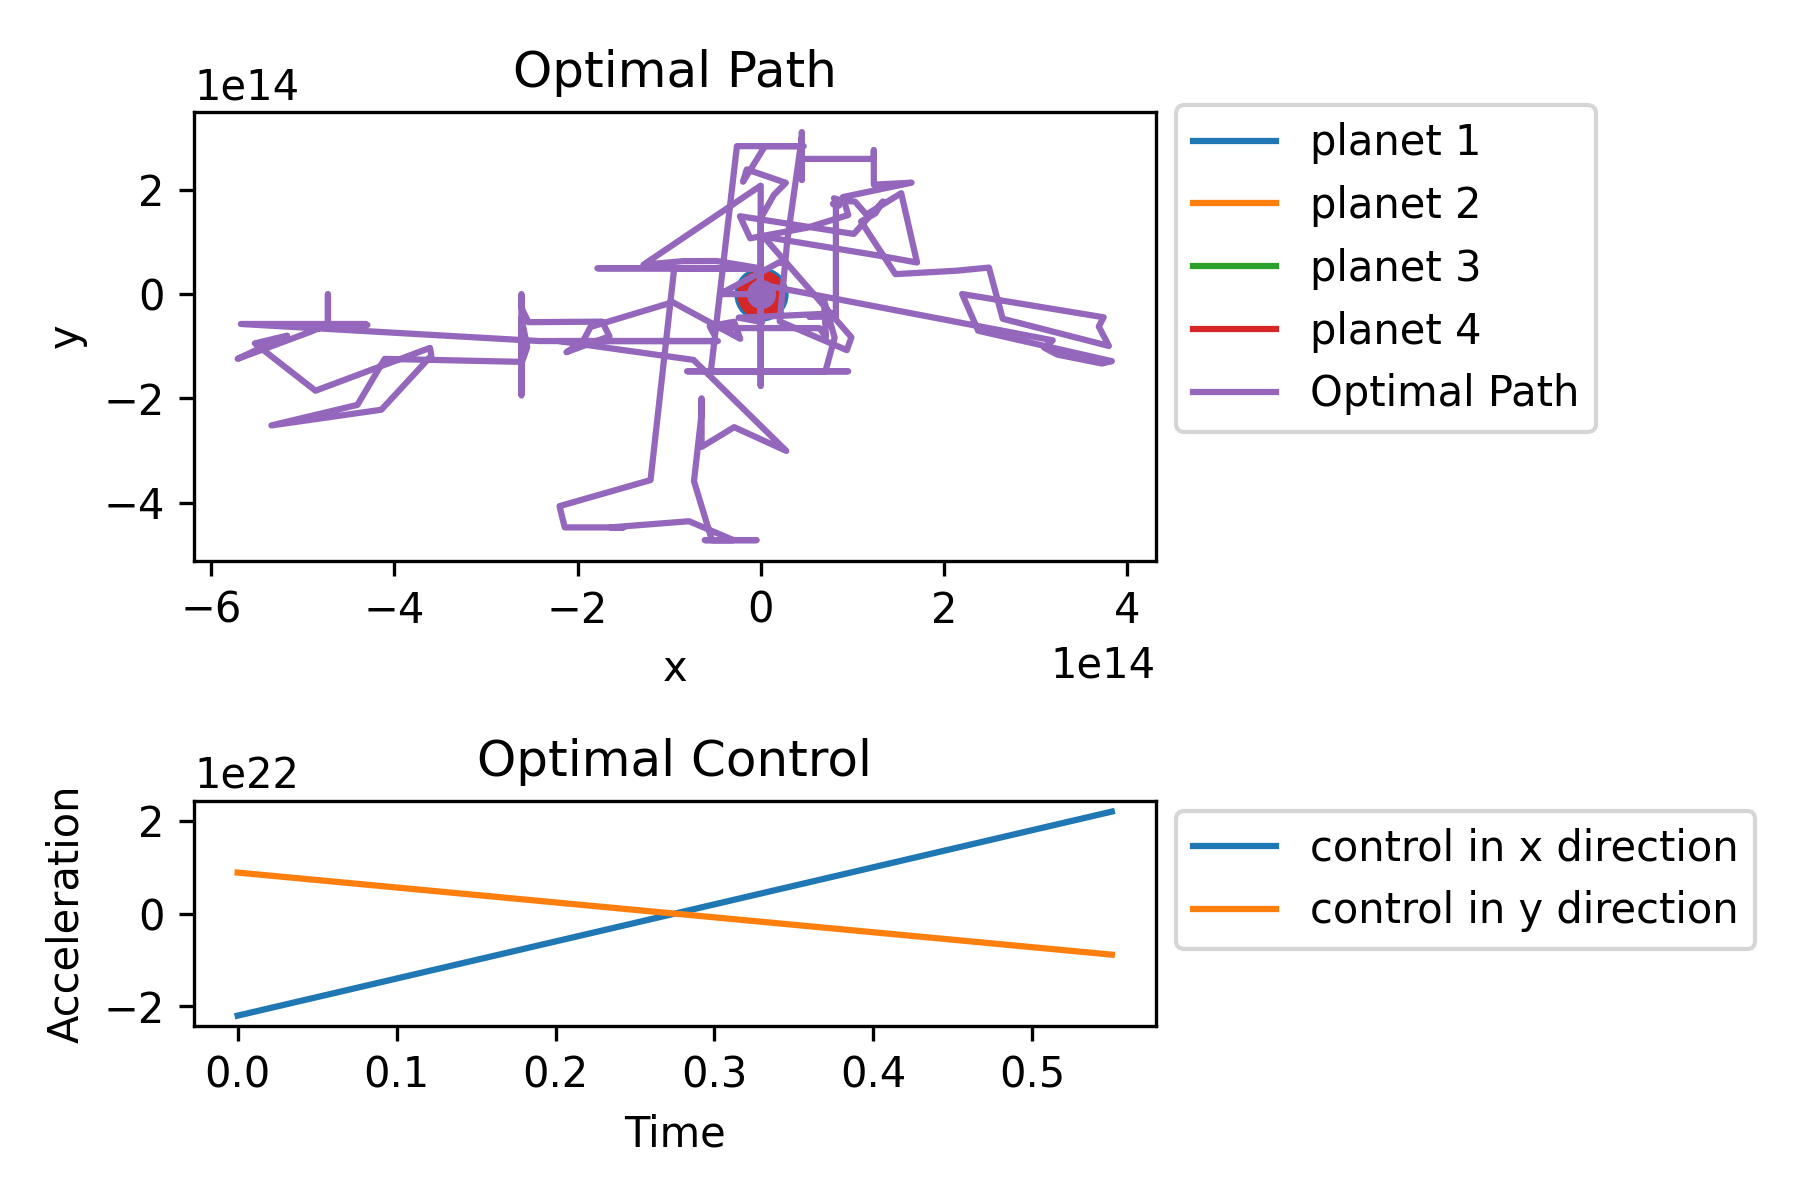 Optimal Path
1e14
2
0
−2
−4
y
−6 −4 −2 0 2 4
x
1e14
planet 1
planet 2
planet 3
planet 4
Optimal Path
Optimal Control
1e22
2
0
−2
Acceleration
0.0 0.1 0.2 0.3 0.4 0.5
Time
control in x direction
control in y direction